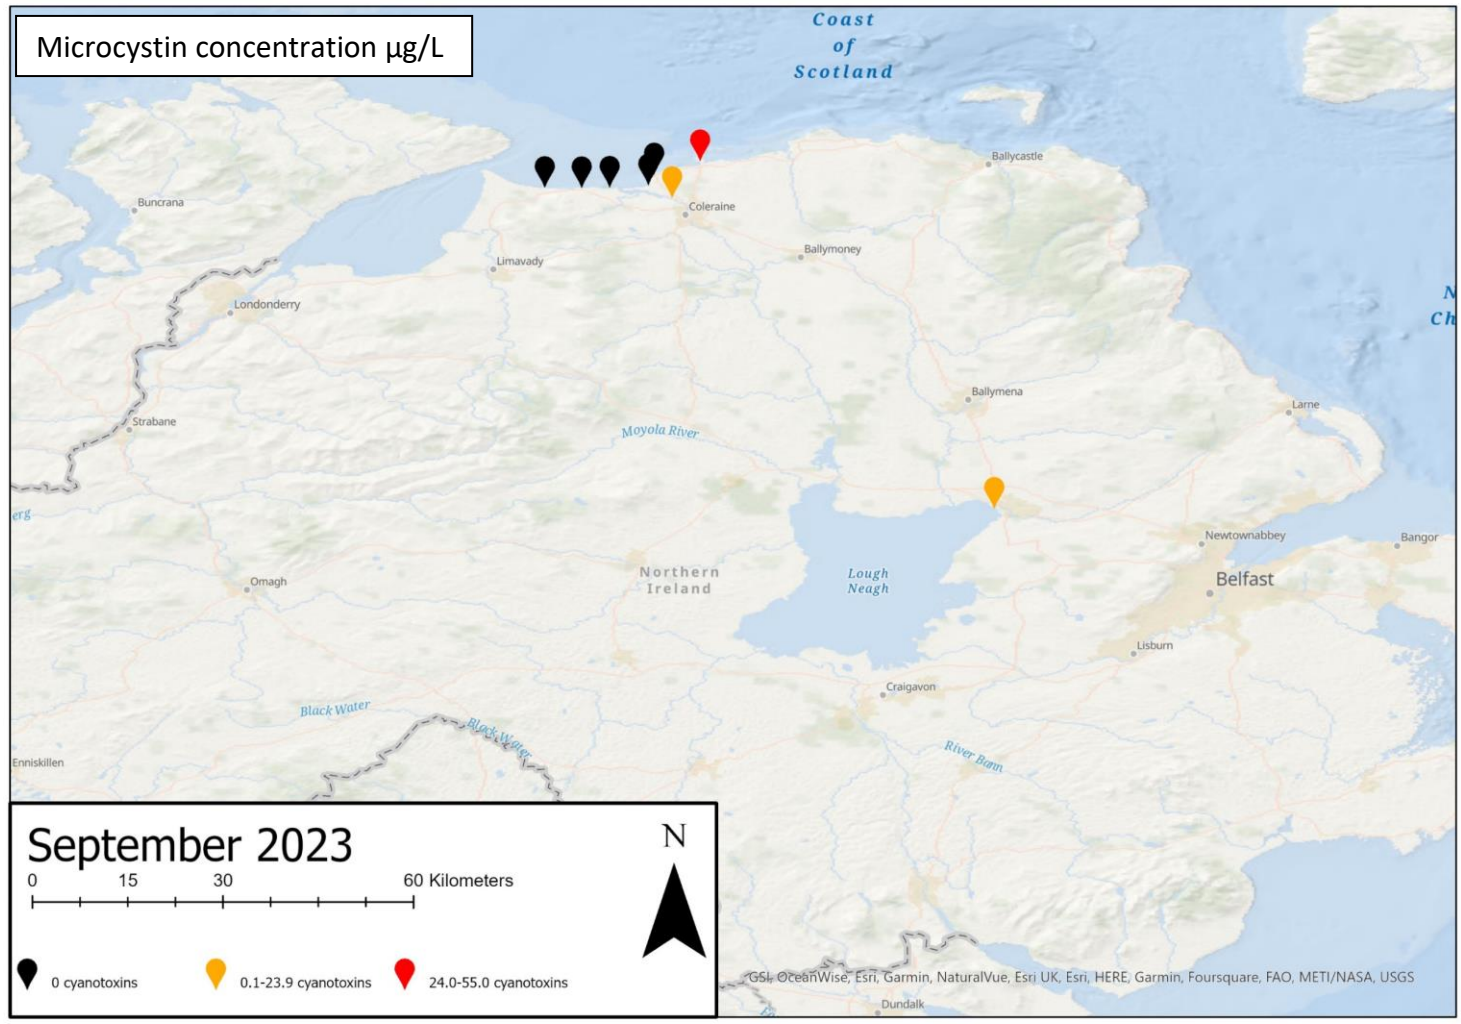 Microcystin concentration µg/L
Coast
of
Scotland
Ballycastle
Buncrana
Coleraine
Ballymoney
Limavady
N
Ch
Londonderry
Ballymena
Larne
Strabane
Moyola River
erg
Newtownabbey
Bangor
Northern
Ireland
Lough
Neagh
Belfast
Omagh
Lisburn
Craigavon
Black Water
Black Water
River Bann
Enniskillen
September 2023
N
0 15 30 60 Kilometers
0 cyanotoxins
0.1-23.9 cyanotoxins
24.0-55.0 cyanotoxins
GSI, OceanWise, Esri, Garmin, NaturalVue, Esri UK, Esri, HERE, Garmin, Foursquare, FAO, METI/NASA, USGS
Dundalk